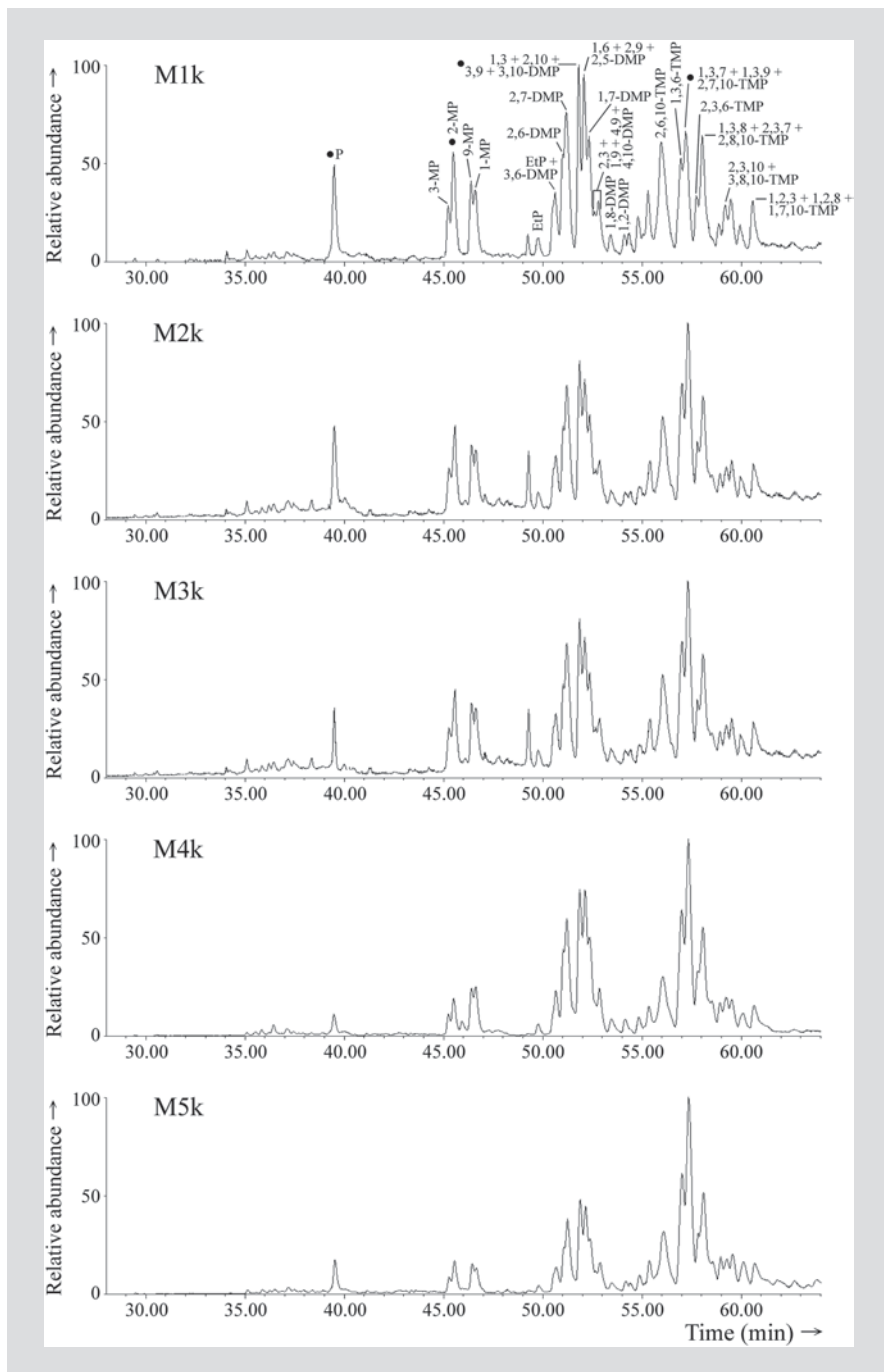 M1k
Relative abundance →
100
50
0
● P
3-MP
● 2-MP
9-MP
1-MP
EtP
EtP +
3,6-DMP
2,6-DMP
2,7-DMP
● 1,3 + 2,10 +
3,9 + 3,10-DMP
1,6 + 2,9 +
2,5-DMP
1,7-DMP
2,3 +
1,9 + 4,9 +
4,10-DMP
1,8-DMP
1,2-DMP
2,6,10-TMP
1,3,6-TMP
● 1,3,7 + 1,3,9 +
2,7,10-TMP
2,3,6-TMP
1,3,8 + 2,3,7 +
2,8,10-TMP
2,3,10 +
3,8,10-TMP
1,2,3 + 1,2,8 +
1,7,10-TMP
30.00 35.00 40.00 45.00 50.00 55.00 60.00
M2k
Relative abundance →
100
50
0
30.00 35.00 40.00 45.00 50.00 55.00 60.00
M3k
Relative abundance →
100
50
0
30.00 35.00 40.00 45.00 50.00 55.00 60.00
M4k
Relative abundance →
100
50
0
30.00 35.00 40.00 45.00 50.00 55.00 60.00
M5k
Relative abundance →
100
50
0
30.00 35.00 40.00 45.00 50.00 55.00 60.00
Time (min) →